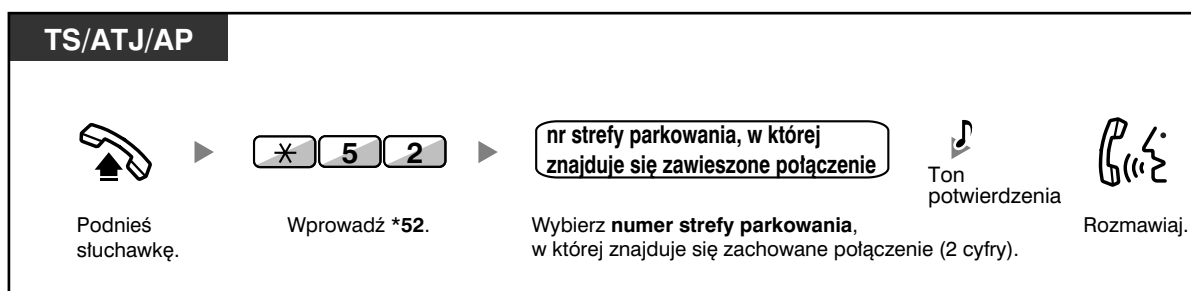 TS/ATJ/AP
* 5 2
nr strefy parkowania, w której
znajduje się zawieszone połączenie
Ton
potwierdzenia
Podnieś
słuchawkę.
Wprowadź *52.
Wybierz numer strefy parkowania,
w której znajduje się zachowane połączenie (2 cyfry).
Rozmawiaj.